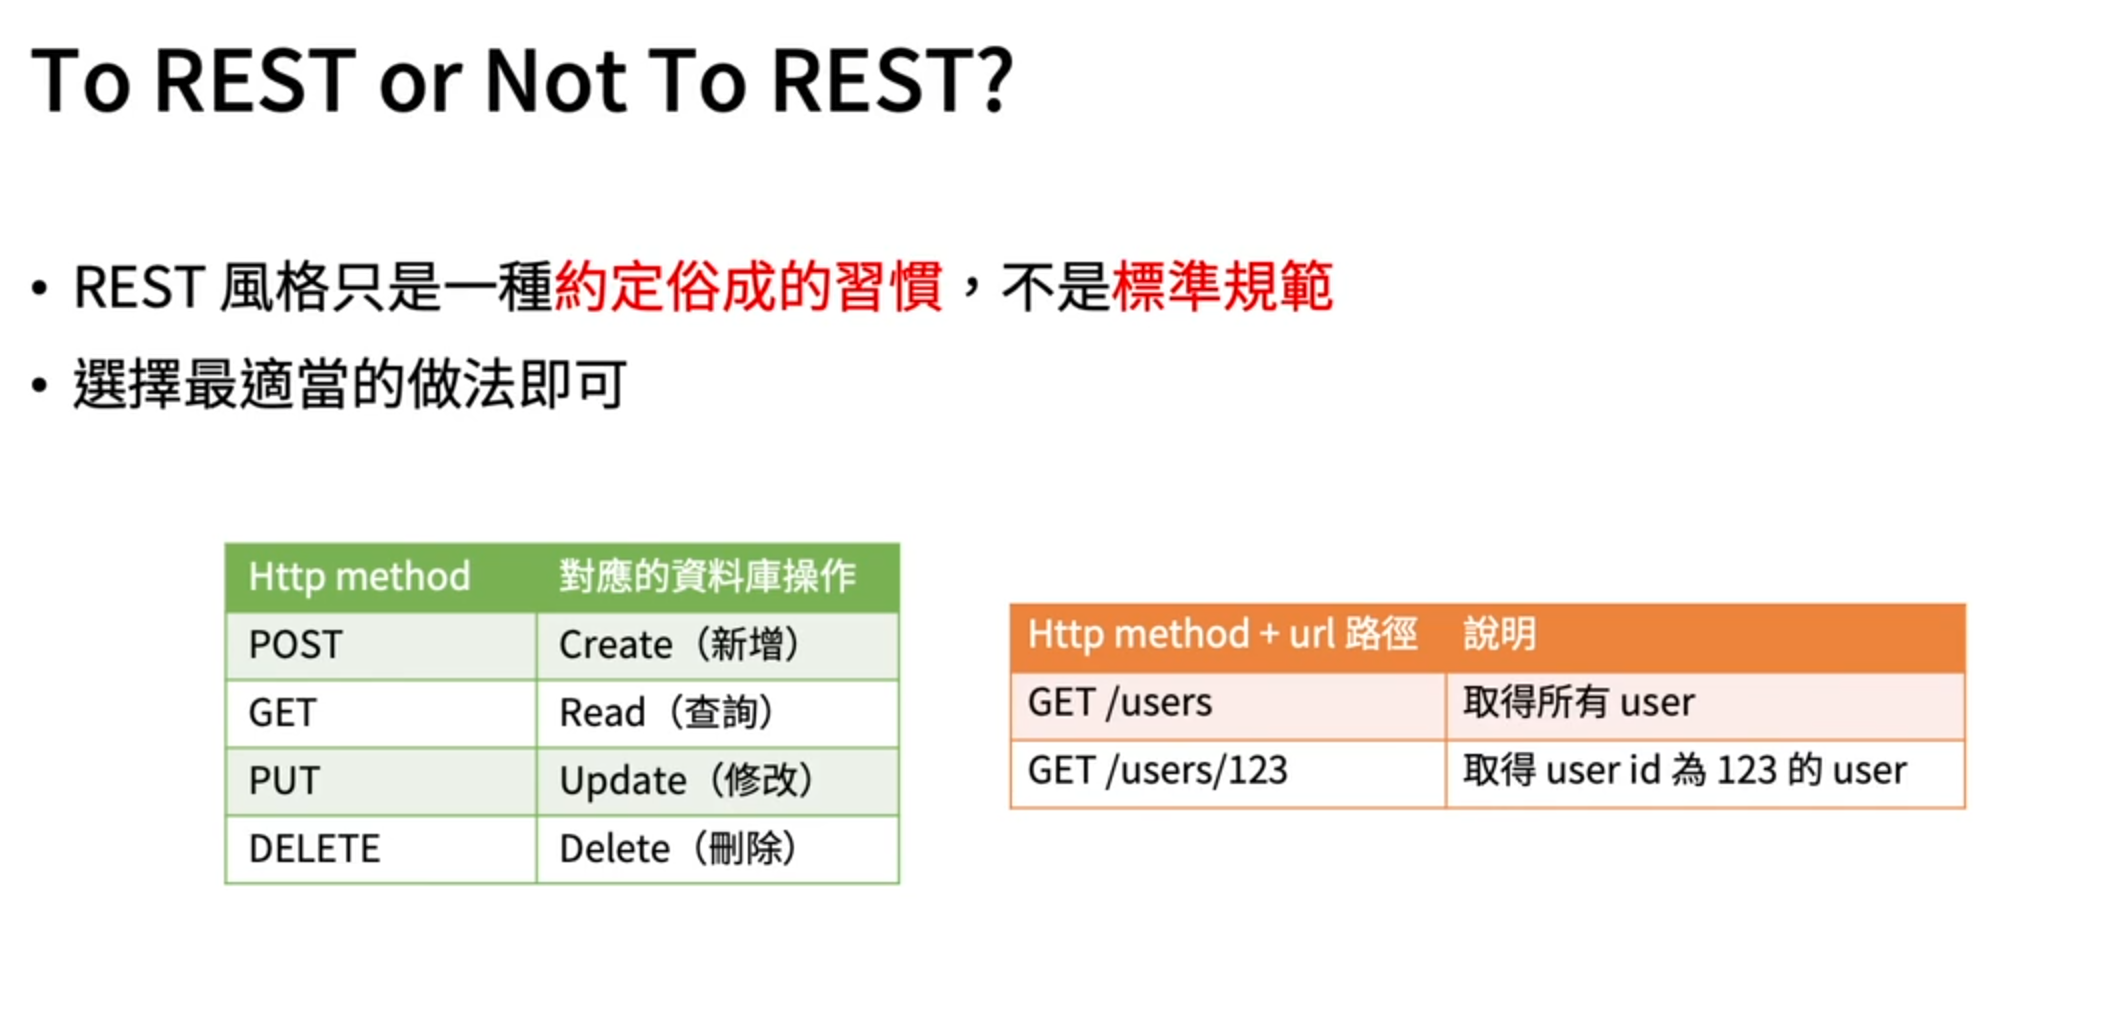 To REST or Not To REST?
• REST 風格只是一種約定俗成的習慣，不是標準規範
• 選擇最適當的做法即可
Http method 對應的資料庫操作
POST Create（新增）
GET Read（查詢）
PUT Update（修改）
DELETE Delete（刪除）
Http method + url 路徑 說明
GET /users 取得所有 user
GET /users/123 取得 user id 為 123 的 user